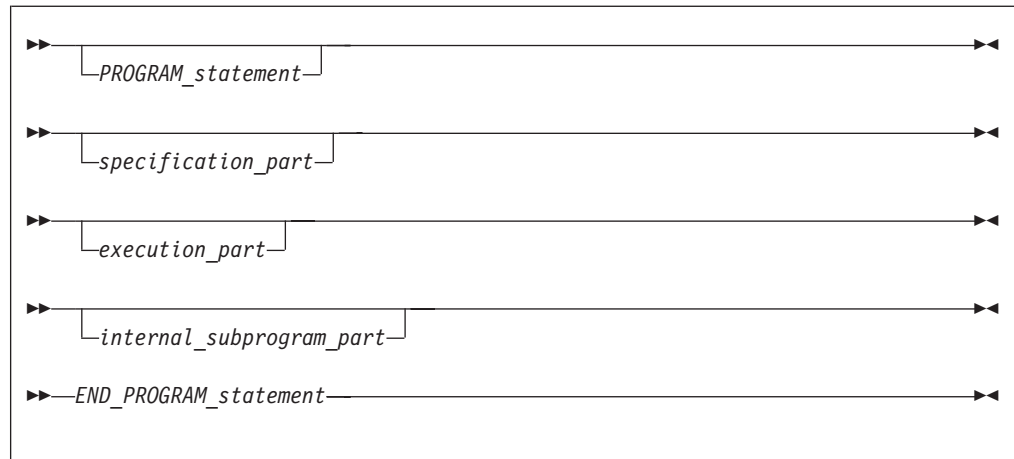 PROGRAM_statement
specification_part
execution_part
internal_subprogram_part
END_PROGRAM_statement